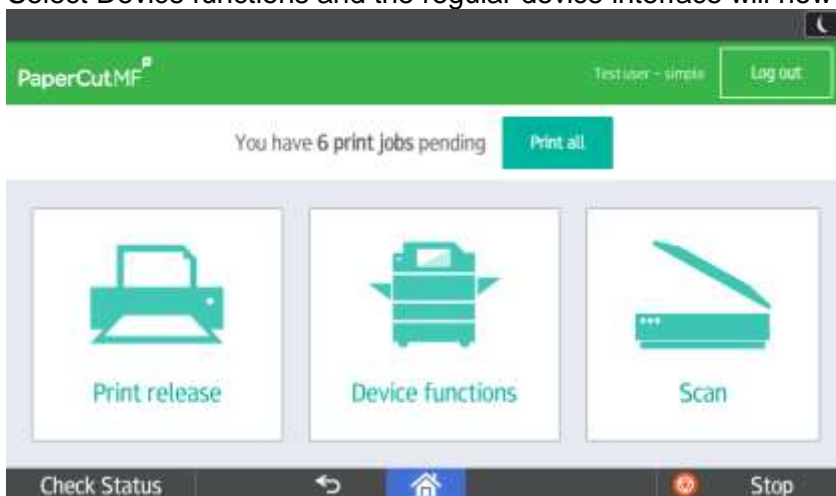 Select Device functions and the regular device interface will now
PaperCutMF
Test user - simple
Log out
You have 6 print jobs pending
Print all
Print release
Device functions
Scan
Check Status
Stop